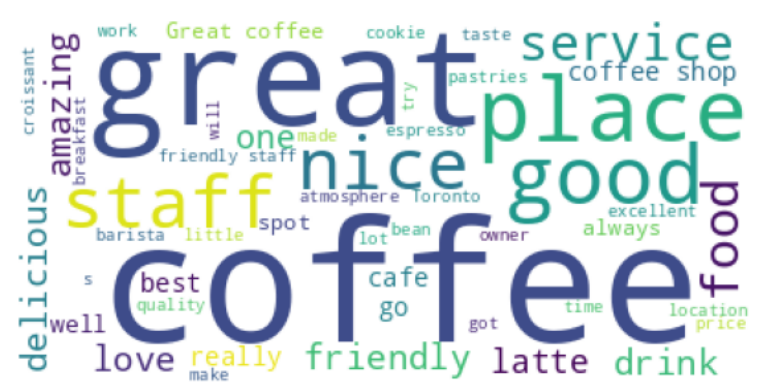 work
Great coffee
cookie
taste
service
great
coffee shop
croissant
amazing
pastries
place
try
will
breakfast
one
made
espresso
friendly staff
nice
good
staff
atmosphere
Toronto
food
delicious
spot
excellent
barista
little
lot
bean
owner
always
coffee
s
best
cafe
quality
go
time
location
well
got
price
love
really
friendly
latte
drink
make